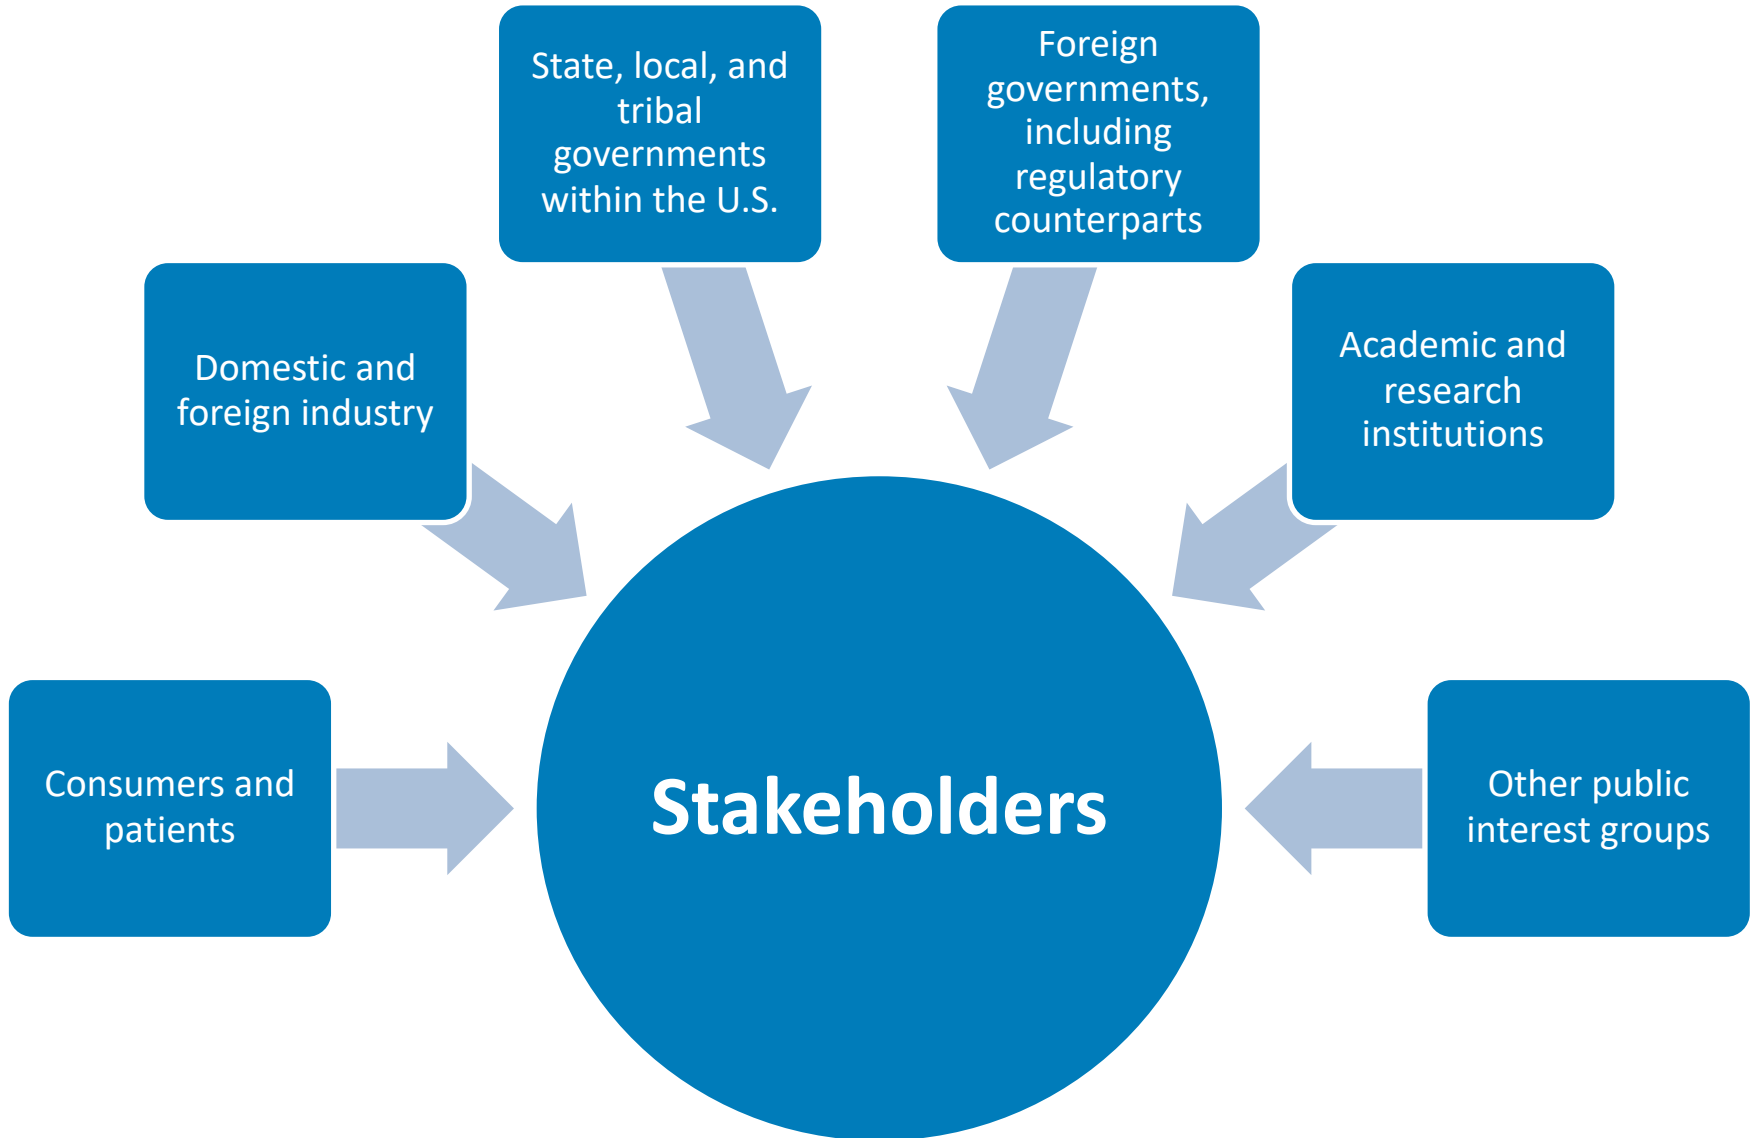 State, local, and
tribal
governments
within the U.S.
Foreign
governments,
including
regulatory
counterparts
Domestic and
foreign industry
Academic and
research
institutions
Consumers and
patients
Stakeholders
Other public
interest groups